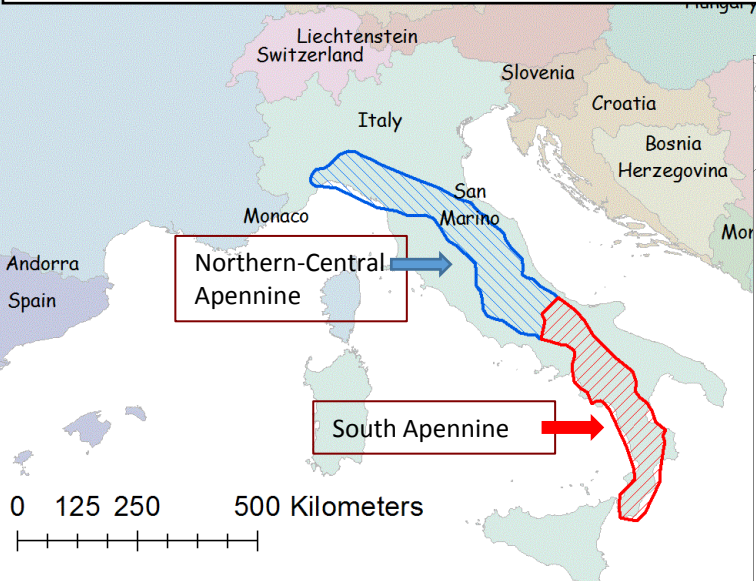 Hungary
Liechtenstein
Switzerland
Slovenia
Croatia
Italy
Bosnia
Herzegovina
San
Marino
Monaco
Mor
Andorra
Spain
Northern-Central
Apennine
South Apennine
0 125 250 500 Kilometers